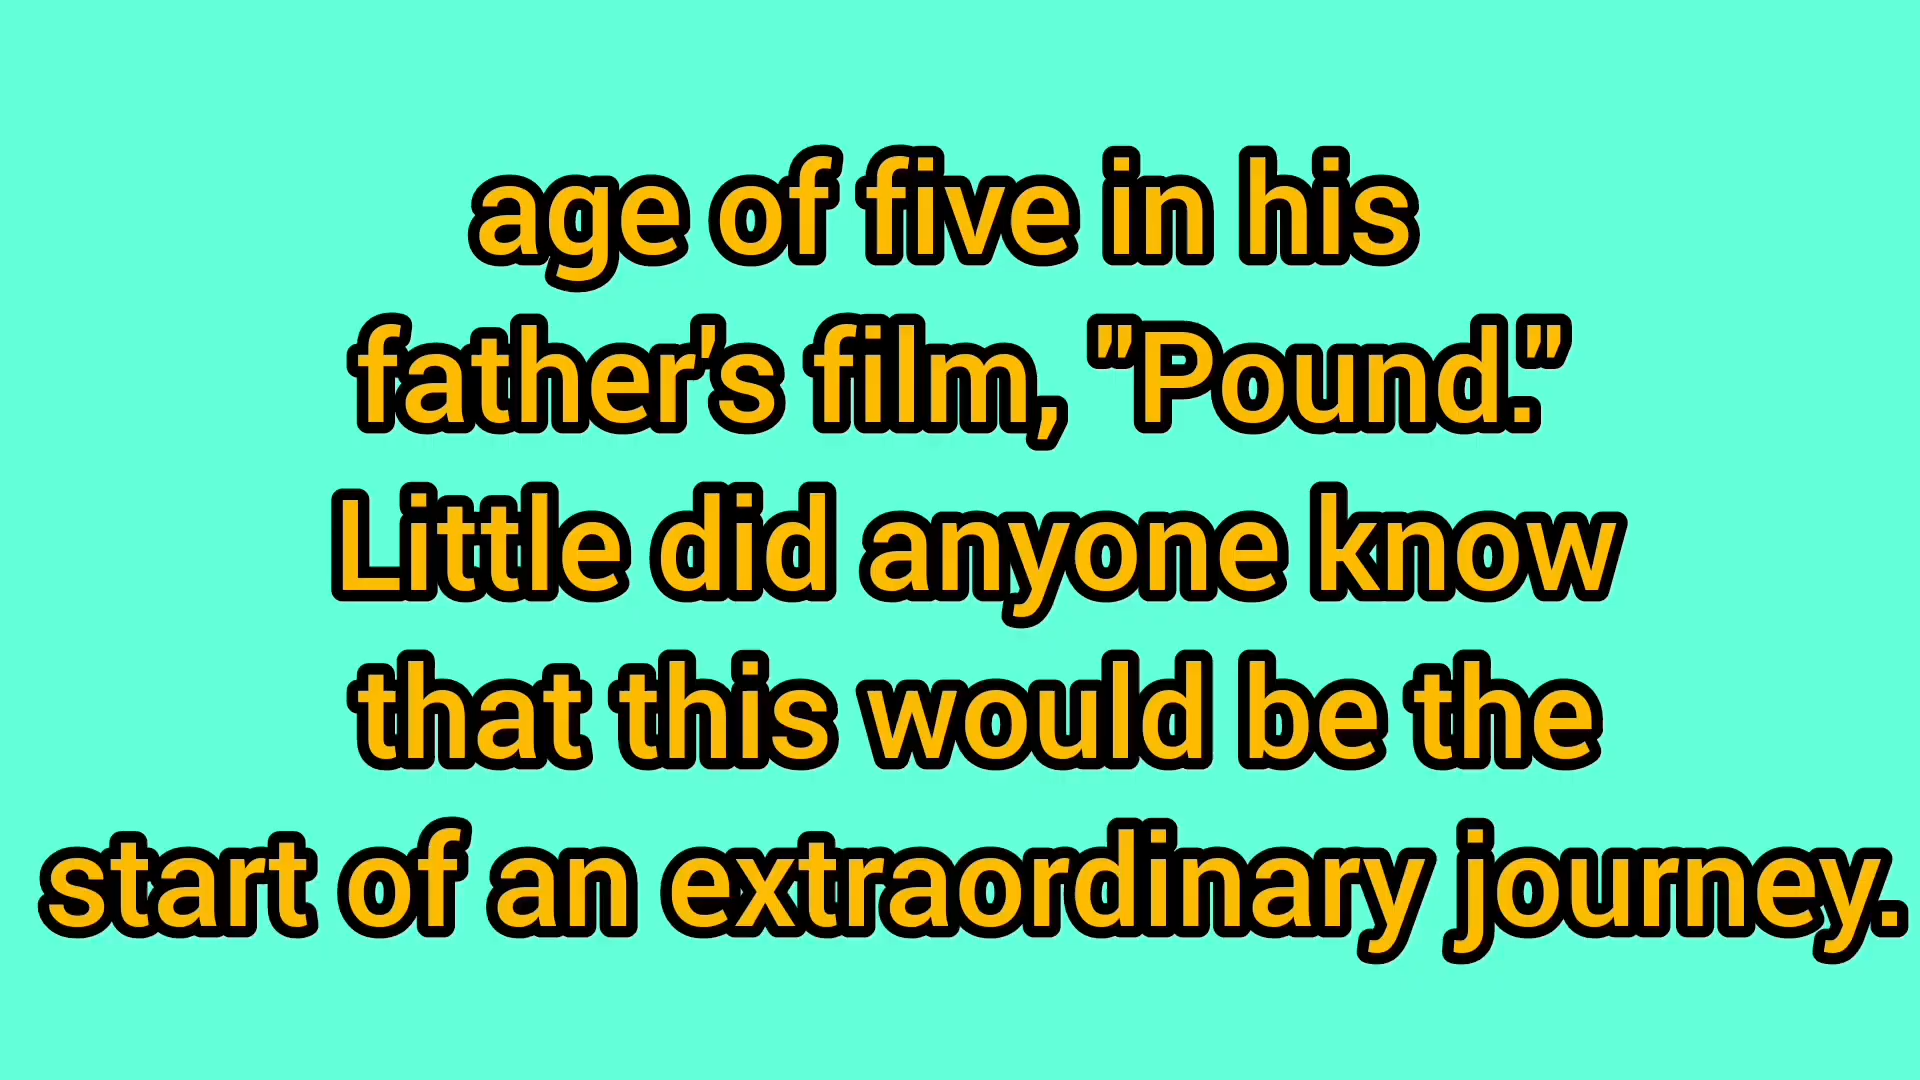 age of five in his
father's film, "Pound."
Little did anyone know
that this would be the
start of an extraordinary journey.